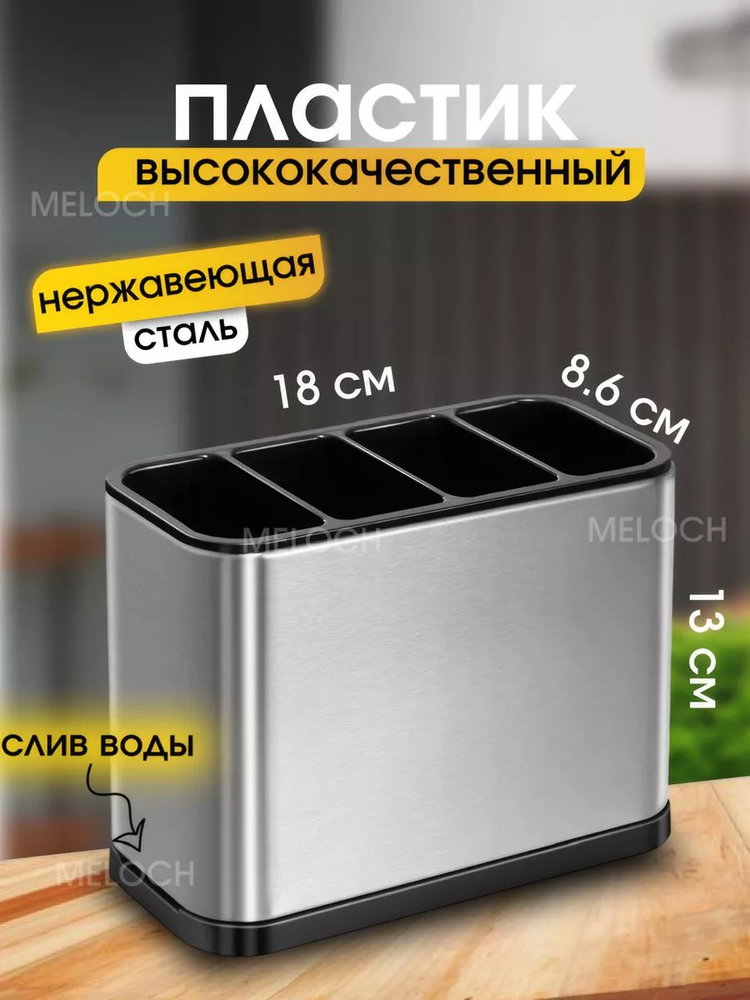 пластик
высококачественный
MELOCH
нержавеющая
сталь
18 см
8.6 см
MELOCH
MELOCH
13 см
слив воды
MELOCH